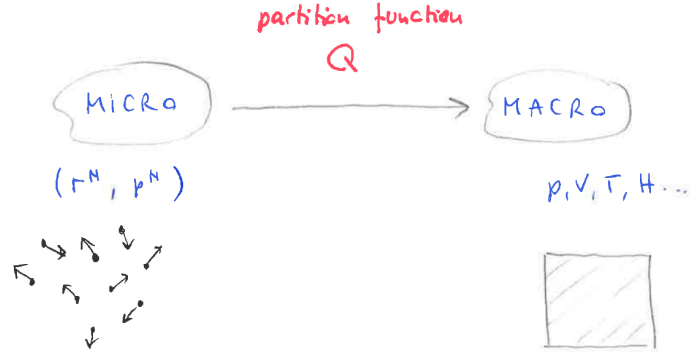 partition function
Q
MiCRO
MACRO
(r^N, p^N)
p, V, T, H...